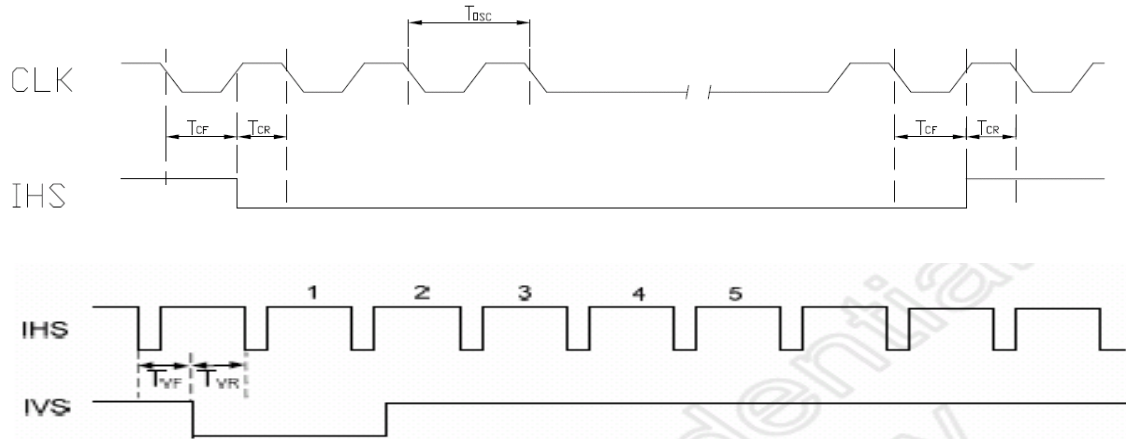 TOSC
CLK
TCF TCR TCF TCR
IHS
1 2 3 4 5
IHS
TVF TVR
IVS